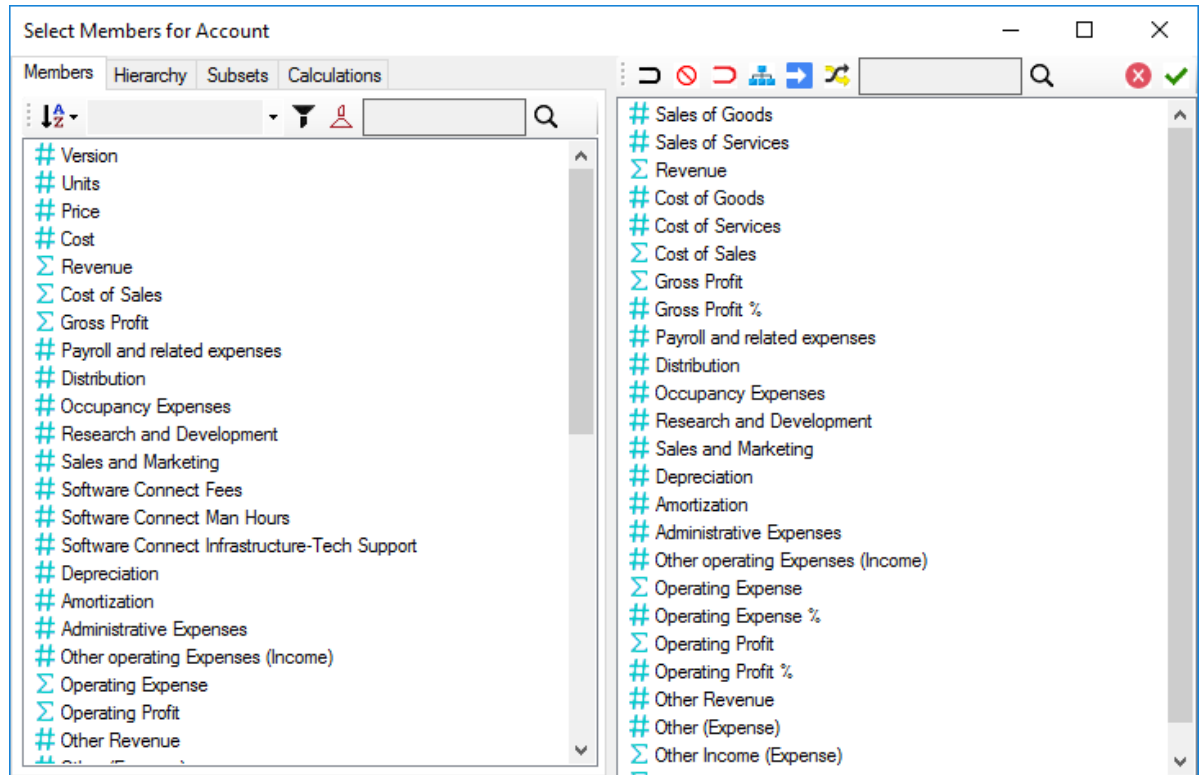 Select Members for Account
Members Hierarchy Subsets Calculations
Version
Units
Price
Cost
Revenue
Cost of Sales
Gross Profit
Payroll and related expenses
Distribution
Occupancy Expenses
Research and Development
Sales and Marketing
Software Connect Fees
Software Connect Man Hours
Software Connect Infrastructure-Tech Support
Depreciation
Amortization
Administrative Expenses
Other operating Expenses (Income)
Operating Expense
Operating Profit
Other Revenue
Sales of Goods
Sales of Services
Revenue
Cost of Goods
Cost of Services
Cost of Sales
Gross Profit
Gross Profit %
Payroll and related expenses
Distribution
Occupancy Expenses
Research and Development
Sales and Marketing
Depreciation
Amortization
Administrative Expenses
Other operating Expenses (Income)
Operating Expense
Operating Expense %
Operating Profit
Operating Profit %
Other Revenue
Other (Expense)
Other Income (Expense)